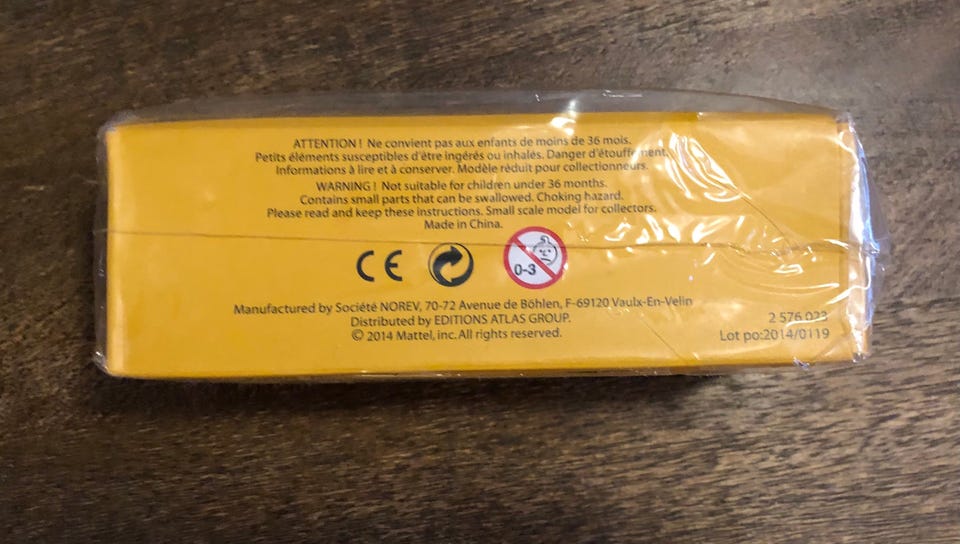 ATTENTION ! Ne convient pas aux enfants de moins de 36 mois.
Petits éléments susceptibles d'être ingérés ou inhalés. Danger d'étouffement.
Informations à lire et à conserver. Modèle réduit pour collectionneurs.
WARNING ! Not suitable for children under 36 months.
Contains small parts that can be swallowed. Choking hazard.
Please read and keep these instructions. Small scale model for collectors.
Made in China.
CE
0-3
Manufactured by Société NOREV, 70-72 Avenue de Böhlen, F-69120 Vaulx-En-Velin
Distributed by EDITIONS ATLAS GROUP.
© 2014 Mattel, inc. All rights reserved.
2 576 023
Lot po:2014/0119